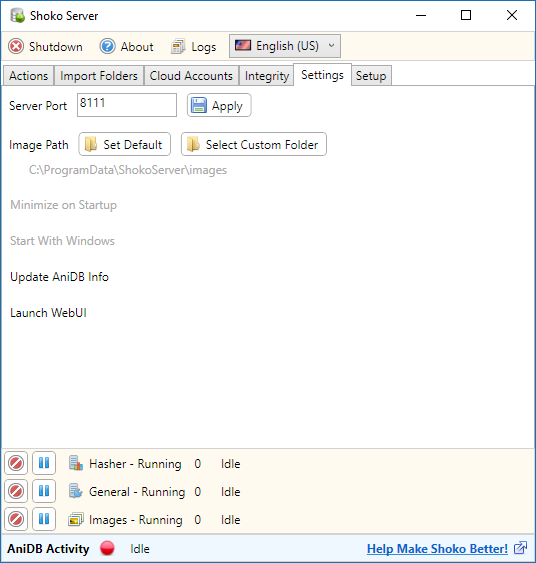 Shoko Server
Shutdown About Logs English (US)
Actions Import Folders Cloud Accounts Integrity Settings Setup
Server Port 8111 Apply
Image Path Set Default Select Custom Folder
C:\ProgramData\ShokoServer\images
Minimize on Startup
Start With Windows
Update AniDB Info
Launch WebUI
Hasher - Running 0 Idle
General - Running 0 Idle
Images - Running 0 Idle
AniDB Activity Idle Help Make Shoko Better!